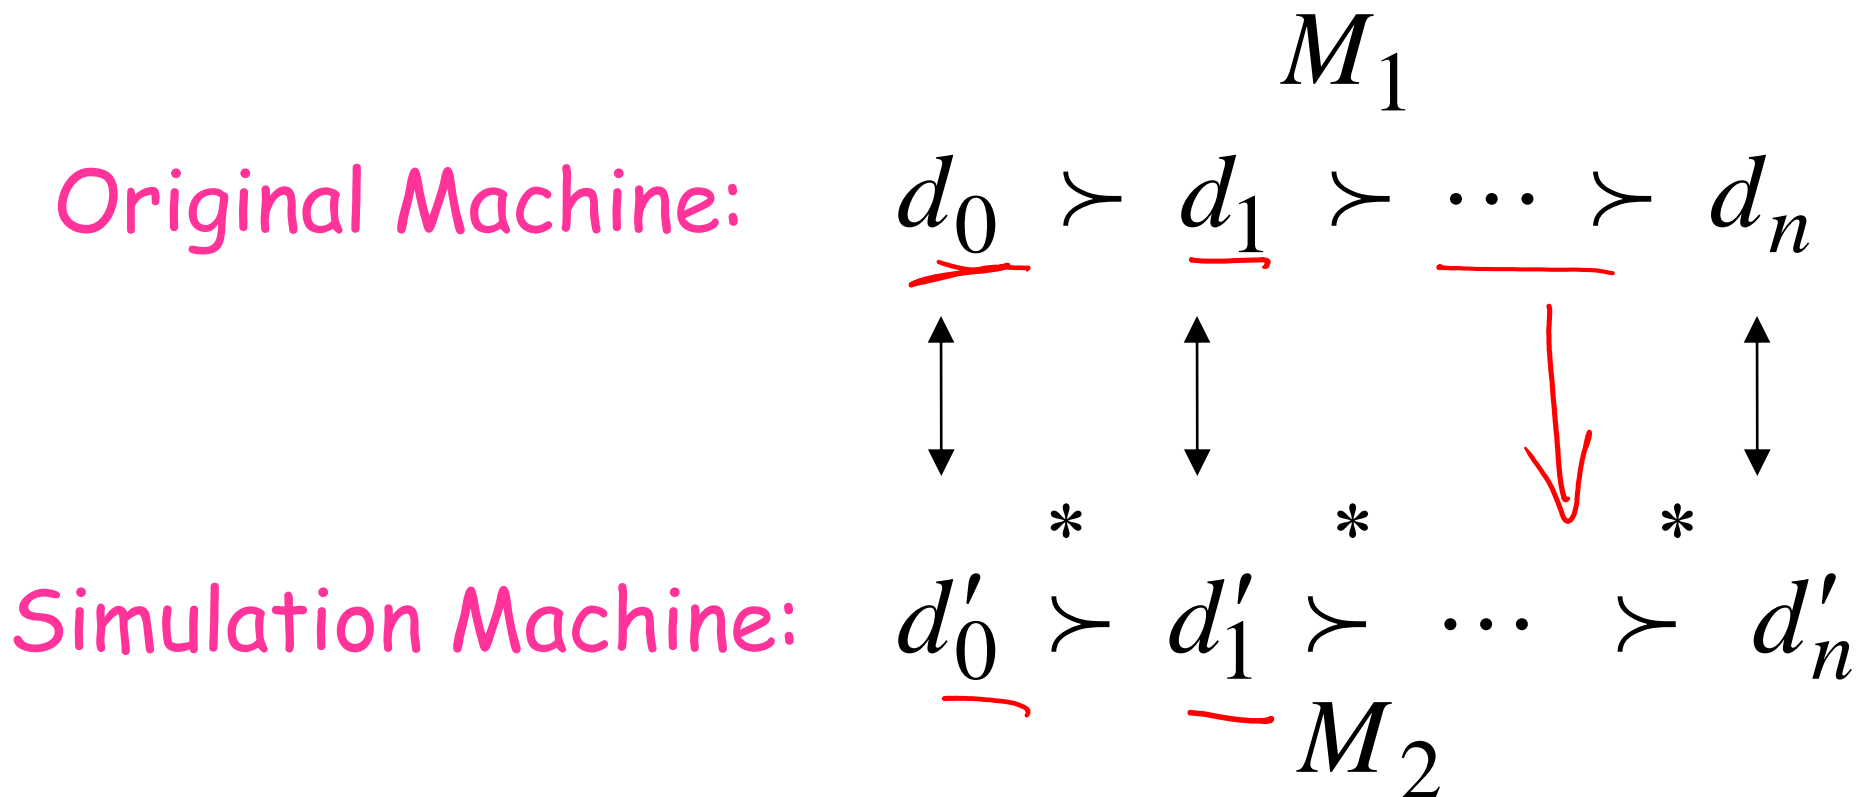 M₁
Original Machine: d₀ ≻ d₁ ≻ ⋯ ≻ dₙ
* * *
Simulation Machine: d′₀ ≻ d′₁ ≻ ⋯ ≻ d′ₙ
M₂